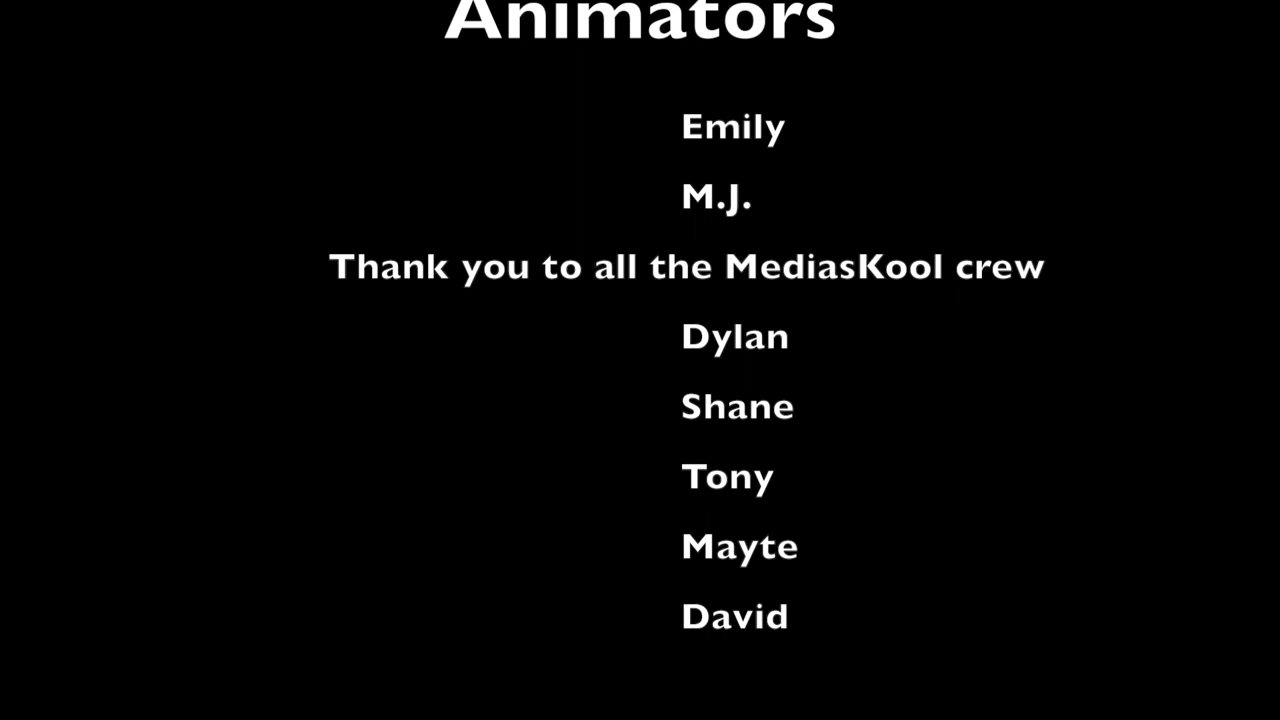 Animators
Emily
M.J.
Thank you to all the MediasKool crew
Dylan
Shane
Tony
Mayte
David